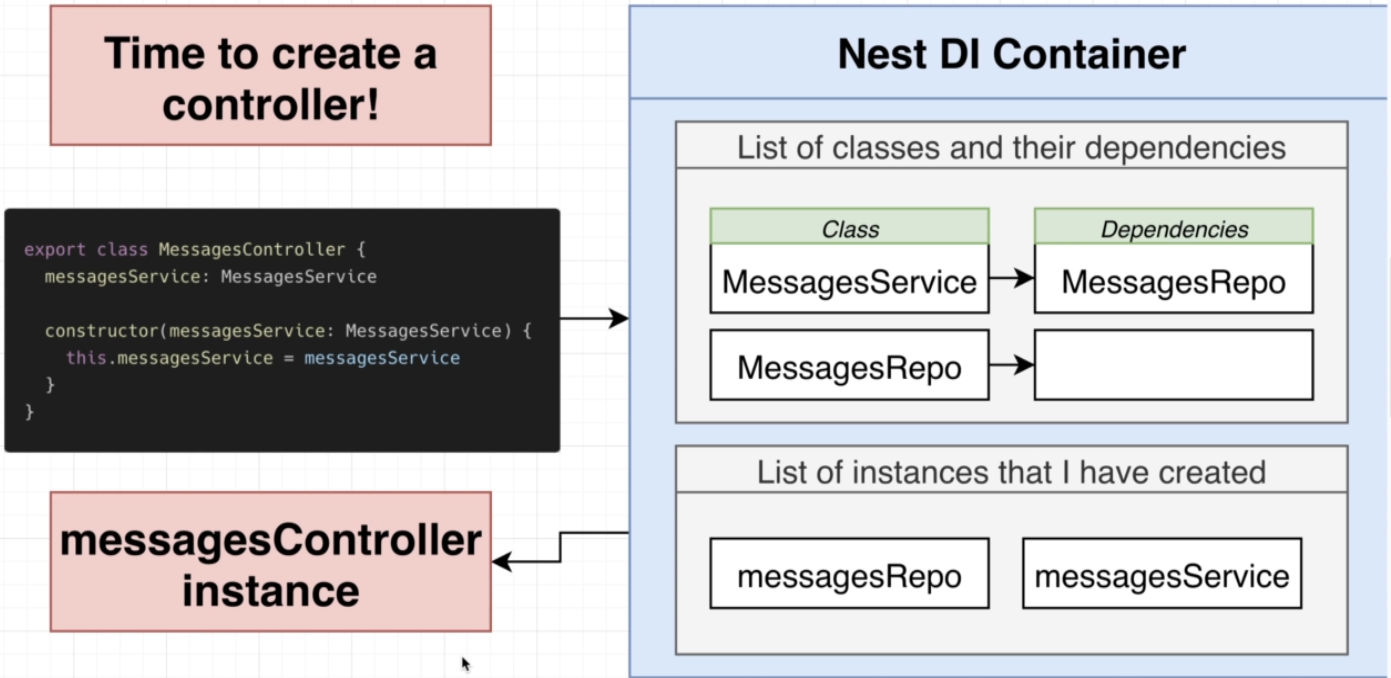 Time to create a
controller!
export class MessagesController {
  messagesService: MessagesService

  constructor(messagesService: MessagesService) {
    this.messagesService = messagesService
  }
}
messagesController
instance
Nest DI Container
List of classes and their dependencies
Class
Dependencies
MessagesService
MessagesRepo
MessagesRepo
List of instances that I have created
messagesRepo
messagesService